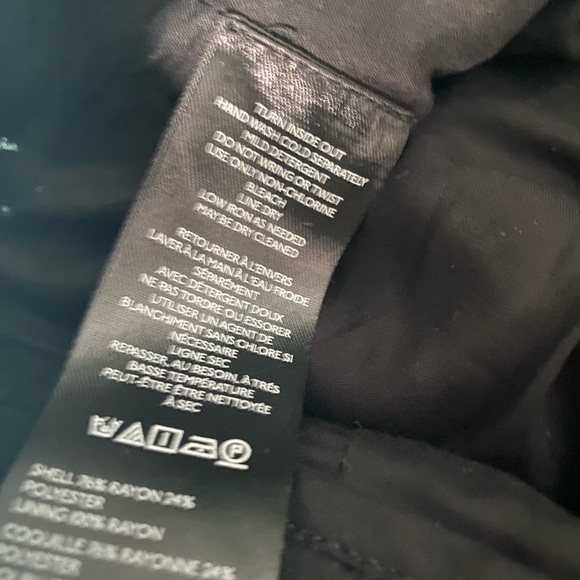 TURN INSIDE OUT
HAND WASH COLD SEPARATELY
MILD DETERGENT
DO NOT WRING OR TWIST
USE ONLY NON-CHLORINE
BLEACH
LINE DRY
LOW IRON AS NEEDED
MAY BE DRY CLEANED
RETOURNER À L'ENVERS
LAVER À LA MAIN À L'EAU FROIDE
SÉPARÉMENT
AVEC DÉTERGENT DOUX
NE PAS TORDRE OU ESSORER
UTILISER UN AGENT DE
BLANCHIMENT SANS CHLORE SI
NÉCESSAIRE
LIGNE SEC
REPASSER, AU BESOIN, À TRÈS
BASSE TEMPÉRATURE
PEUT-ÊTRE ÊTRE NETTOYÉE
À SEC
P
SHELL 76% RAYON 24%
POLYESTER
LINING 100% RAYON
COQUILLE 76% RAYONNE 24%
POLYESTER